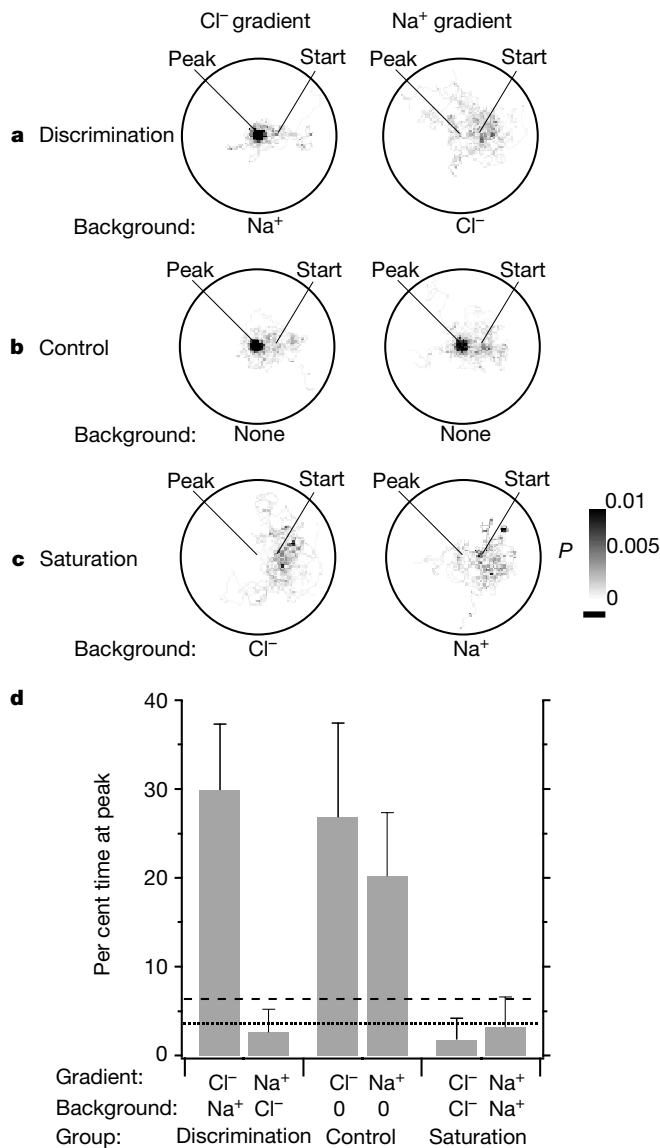 Cl⁻ gradient Na⁺ gradient
Peak Start Peak Start
a Discrimination
Background: Na⁺ Cl⁻
Peak Start Peak Start
b Control
Background: None None
Peak Start Peak Start
0.01
P 0.005
c Saturation
0
Background: Cl⁻ Na⁺
d
40
30
20
10
0
Per cent time at peak
Gradient: Cl⁻ Na⁺ Cl⁻ Na⁺ Cl⁻ Na⁺
Background: Na⁺ Cl⁻ 0 0 Cl⁻ Na⁺
Group: Discrimination Control Saturation